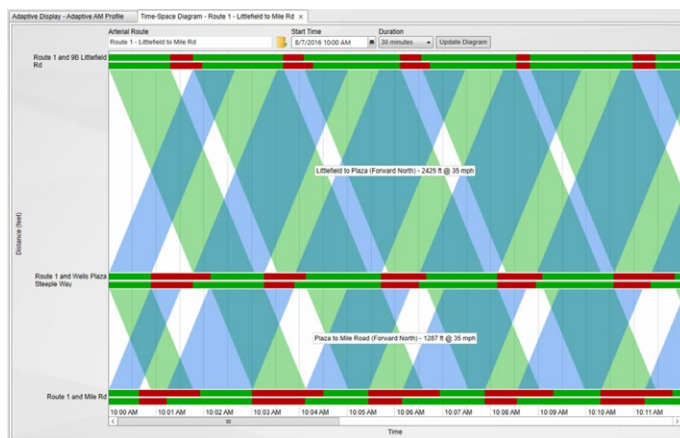 Adaptive Display - Adaptive AM Profile
Time-Space Diagram - Route 1 - Littlefield to Mile Rd ×
Arterial Route
Start Time
Duration
Route 1 - Littlefield to Mile Rd
8/7/2016 10:00 AM
30 minutes
Update Diagram
Route 1 and 9B Littlefield
Rd
Littlefield to Plaza (Forward North) - 2425 ft @ 35 mph
Distance (feet)
Route 1 and Wells Plaza
Steeple Way
Plaza to Mile Road (Forward North) - 1287 ft @ 35 mph
Route 1 and Mile Rd
10:00 AM
10:01 AM
10:02 AM
10:03 AM
10:04 AM
10:05 AM
10:06 AM
10:07 AM
10:08 AM
10:09 AM
10:10 AM
10:11 AM
Time